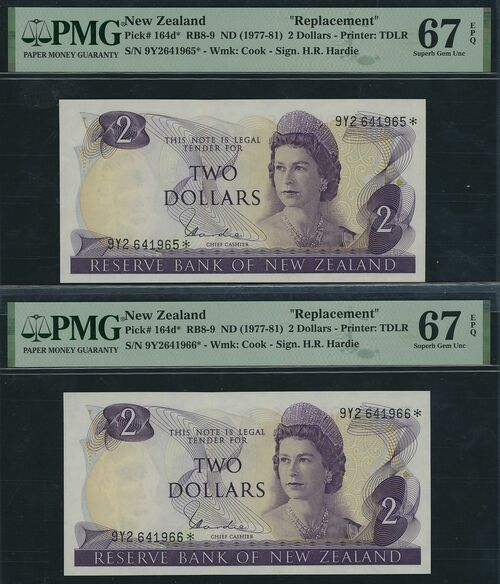 PMG
PAPER MONEY GUARANTY
New Zealand "Replacement"
Pick# 164d* RB8-9 ND (1977-81) 2 Dollars - Printer: TDLR
S/N 9Y2641965* - Wmk: Cook - Sign. H.R. Hardie
67 EPQ
Superb Gem Unc
2
9Y2 641965*
THIS NOTE IS LEGAL
TENDER FOR
TWO
DOLLARS
2
Hardie
9Y2 641965*
CHIEF CASHIER
RESERVE BANK OF NEW ZEALAND
PMG
PAPER MONEY GUARANTY
New Zealand "Replacement"
Pick# 164d* RB8-9 ND (1977-81) 2 Dollars - Printer: TDLR
S/N 9Y2641966* - Wmk: Cook - Sign. H.R. Hardie
67 EPQ
Superb Gem Unc
2
9Y2 641966*
THIS NOTE IS LEGAL
TENDER FOR
TWO
DOLLARS
2
Hardie
9Y2 641966*
CHIEF CASHIER
RESERVE BANK OF NEW ZEALAND